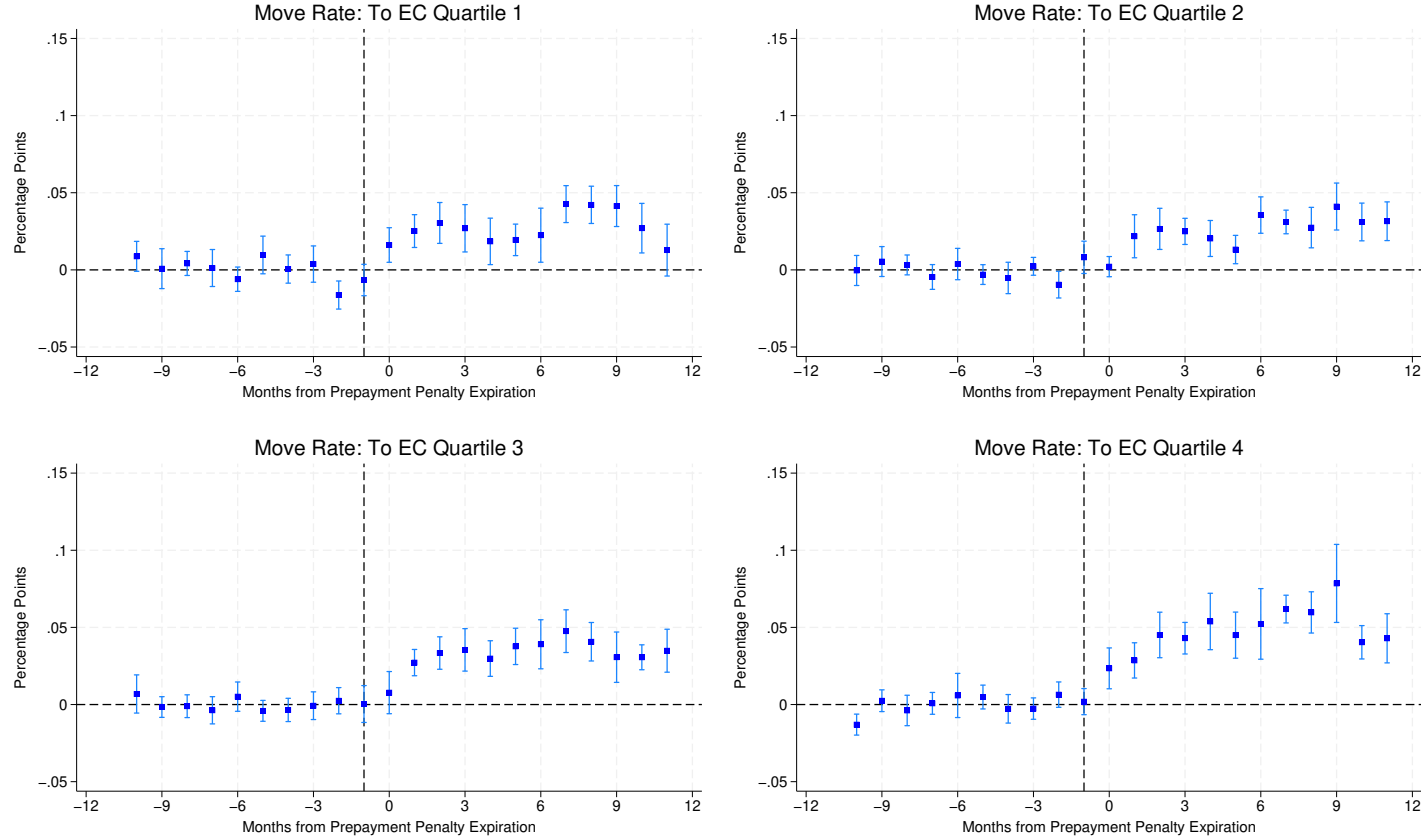 Move Rate: To EC Quartile 1
.15
.1
.05
0
−.05
Percentage Points
−12 −9 −6 −3 0 3 6 9 12
Months from Prepayment Penalty Expiration
Move Rate: To EC Quartile 2
.15
.1
.05
0
−.05
Percentage Points
−12 −9 −6 −3 0 3 6 9 12
Months from Prepayment Penalty Expiration
Move Rate: To EC Quartile 3
.15
.1
.05
0
−.05
Percentage Points
−12 −9 −6 −3 0 3 6 9 12
Months from Prepayment Penalty Expiration
Move Rate: To EC Quartile 4
.15
.1
.05
0
−.05
Percentage Points
−12 −9 −6 −3 0 3 6 9 12
Months from Prepayment Penalty Expiration